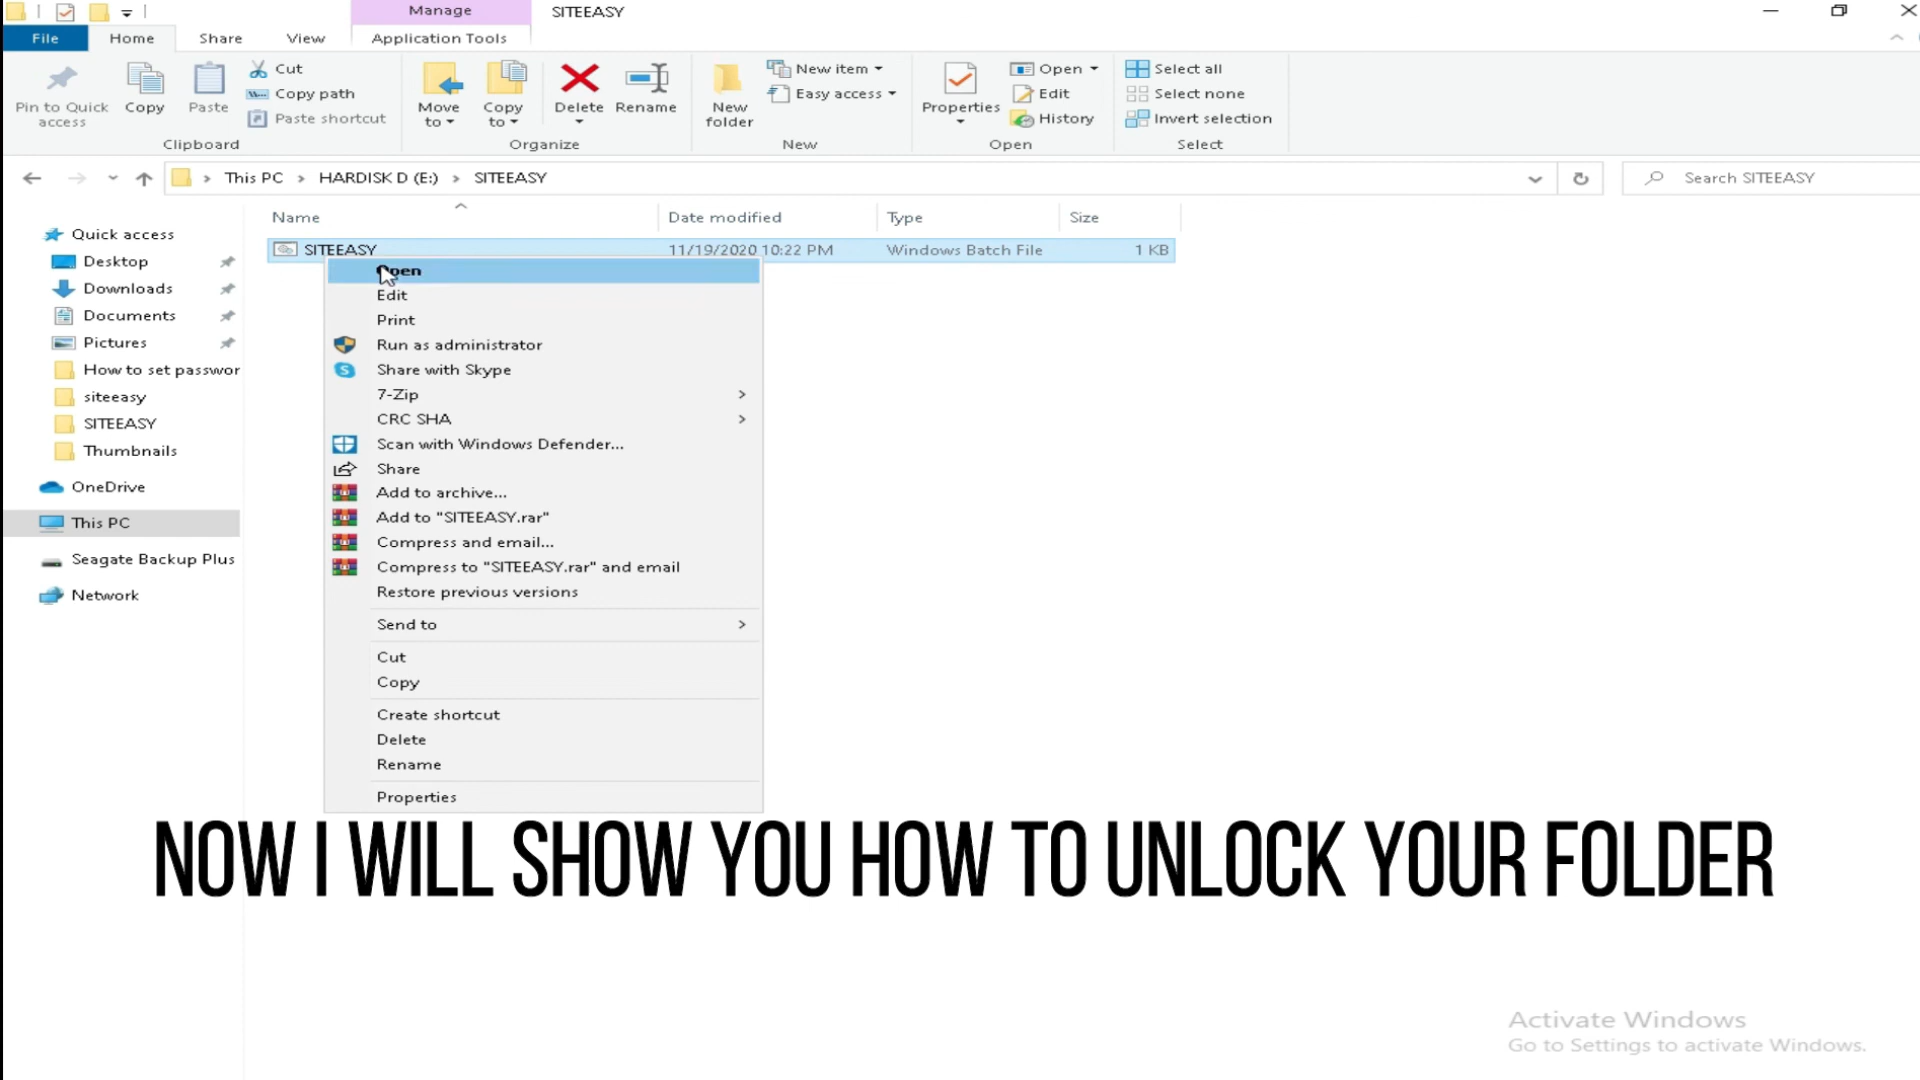 Manage
SITEEASY
File
Home
Share
View
Application Tools
Pin to Quick access
Copy
Paste
Cut
Copy path
Paste shortcut
Clipboard
Move to
Copy to
Delete
Rename
Organize
New folder
New item
Easy access
New
Properties
Open
Edit
History
Open
Select all
Select none
Invert selection
Select
This PC
HARDISK D (E:)
SITEEASY
Search SITEEASY
Name
Date modified
Type
Size
SITEEASY
11/19/2020 10:22 PM
Windows Batch File
1 KB
Quick access
Desktop
Downloads
Documents
Pictures
How to set passwor
siteeasy
SITEEASY
Thumbnails
OneDrive
This PC
Seagate Backup Plus
Network
Open
Edit
Print
Run as administrator
Share with Skype
7-Zip
CRC SHA
Scan with Windows Defender...
Share
Add to archive...
Add to "SITEEASY.rar"
Compress and email...
Compress to "SITEEASY.rar" and email
Restore previous versions
Send to
Cut
Copy
Create shortcut
Delete
Rename
Properties
NOW I WILL SHOW YOU HOW TO UNLOCK YOUR FOLDER
Activate Windows
Go to Settings to activate Windows.